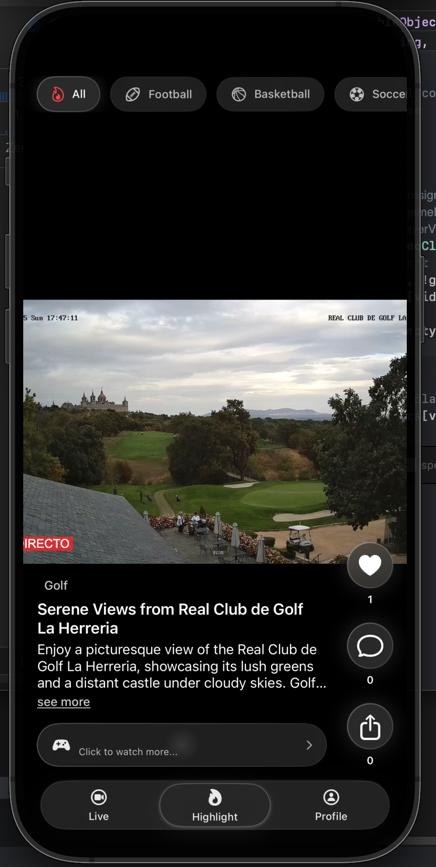 All
Football
Basketball
Socce
5 Sun 17:47:11
REAL CLUB DE GOLF LA
DIRECTO
Golf
Serene Views from Real Club de Golf
La Herreria
Enjoy a picturesque view of the Real Club de
Golf La Herreria, showcasing its lush greens
and a distant castle under cloudy skies. Golf...
see more
1
0
0
Click to watch more...
Live
Highlight
Profile